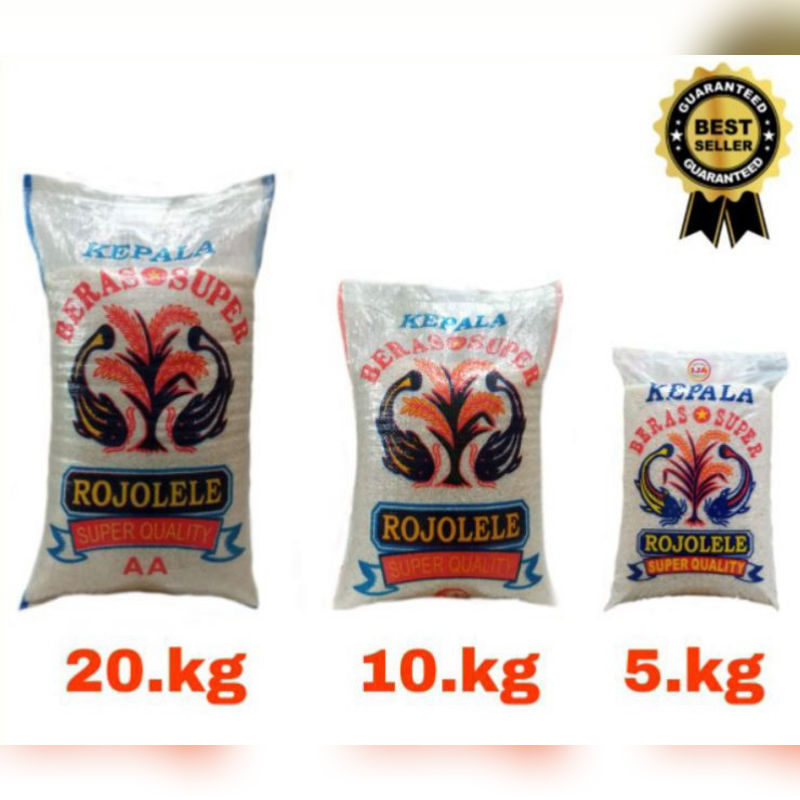 GUARANTEED
BEST
SELLER
GUARANTEED
KEPALA
BERAS SUPER
ROJOLELE
SUPER QUALITY
AA
KEPALA
BERAS SUPER
ROJOLELE
SUPER QUALITY
IJA
KEPALA
BERAS SUPER
ROJOLELE
SUPER QUALITY
20.kg
10.kg
5.kg